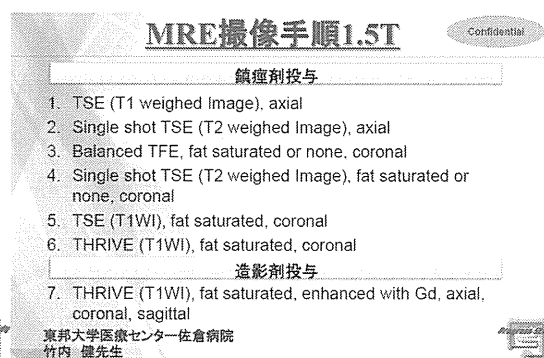 MRE撮像手順1.5T
Confidential
鎮痙剤投与
1. TSE (T1 weighed Image), axial
2. Single shot TSE (T2 weighed Image), axial
3. Balanced TFE, fat saturated or none, coronal
4. Single shot TSE (T2 weighed Image), fat saturated or
none, coronal
5. TSE (T1WI), fat saturated, coronal
6. THRIVE (T1WI), fat saturated, coronal
造影剤投与
7. THRIVE (T1WI), fat saturated, enhanced with Gd, axial,
coronal, sagittal
東邦大学医療センター佐倉病院
竹内 健先生